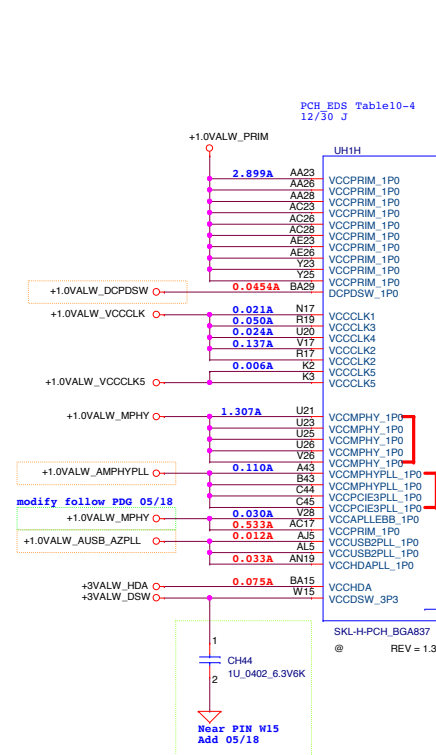 PCH_EDS Table10-4
12/30 J
+1.0VALW_PRIM
UH1H
2.899A AA23 VCCPRIM_1P0
AA26 VCCPRIM_1P0
AA28 VCCPRIM_1P0
AC23 VCCPRIM_1P0
AC26 VCCPRIM_1P0
AC28 VCCPRIM_1P0
AE23 VCCPRIM_1P0
AE26 VCCPRIM_1P0
Y23 VCCPRIM_1P0
Y25 VCCPRIM_1P0
+1.0VALW_DCPDSW 0.0454A BA29 DCPDSW_1P0
+1.0VALW_VCCCLK 0.021A N17 VCCCLK1
0.050A R19 VCCCLK3
0.024A U20 VCCCLK4
0.137A V17 VCCCLK2
R17 VCCCLK2
0.006A K2 VCCCLK5
+1.0VALW_VCCCLK5 K3 VCCCLK5
+1.0VALW_MPHY 1.307A U21 VCCMPHY_1P0
U23 VCCMPHY_1P0
U25 VCCMPHY_1P0
U26 VCCMPHY_1P0
V26 VCCMPHY_1P0
+1.0VALW_AMPHYPLL 0.110A A43 VCCMPHYPLL_1P0
B43 VCCMPHYPLL_1P0
C44 VCCPCIE3PLL_1P0
modify follow PDG 05/18 C45 VCCPCIE3PLL_1P0
+1.0VALW_MPHY 0.030A V28 VCCAPLLEBB_1P0
0.533A AC17 VCCPRIM_1P0
+1.0VALW_AUSB_AZPLL 0.012A AJ5 VCCUSB2PLL_1P0
AL5 VCCUSB2PLL_1P0
0.033A AN19 VCCHDAPLL_1P0
+3VALW_HDA 0.075A BA15 VCCHDA
+3VALW_DSW W15 VCCDSW_3P3
SKL-H-PCH_BGA837
@ REV = 1.3
1
CH44
1U_0402_6.3V6K
2
Near PIN W15
Add 05/18